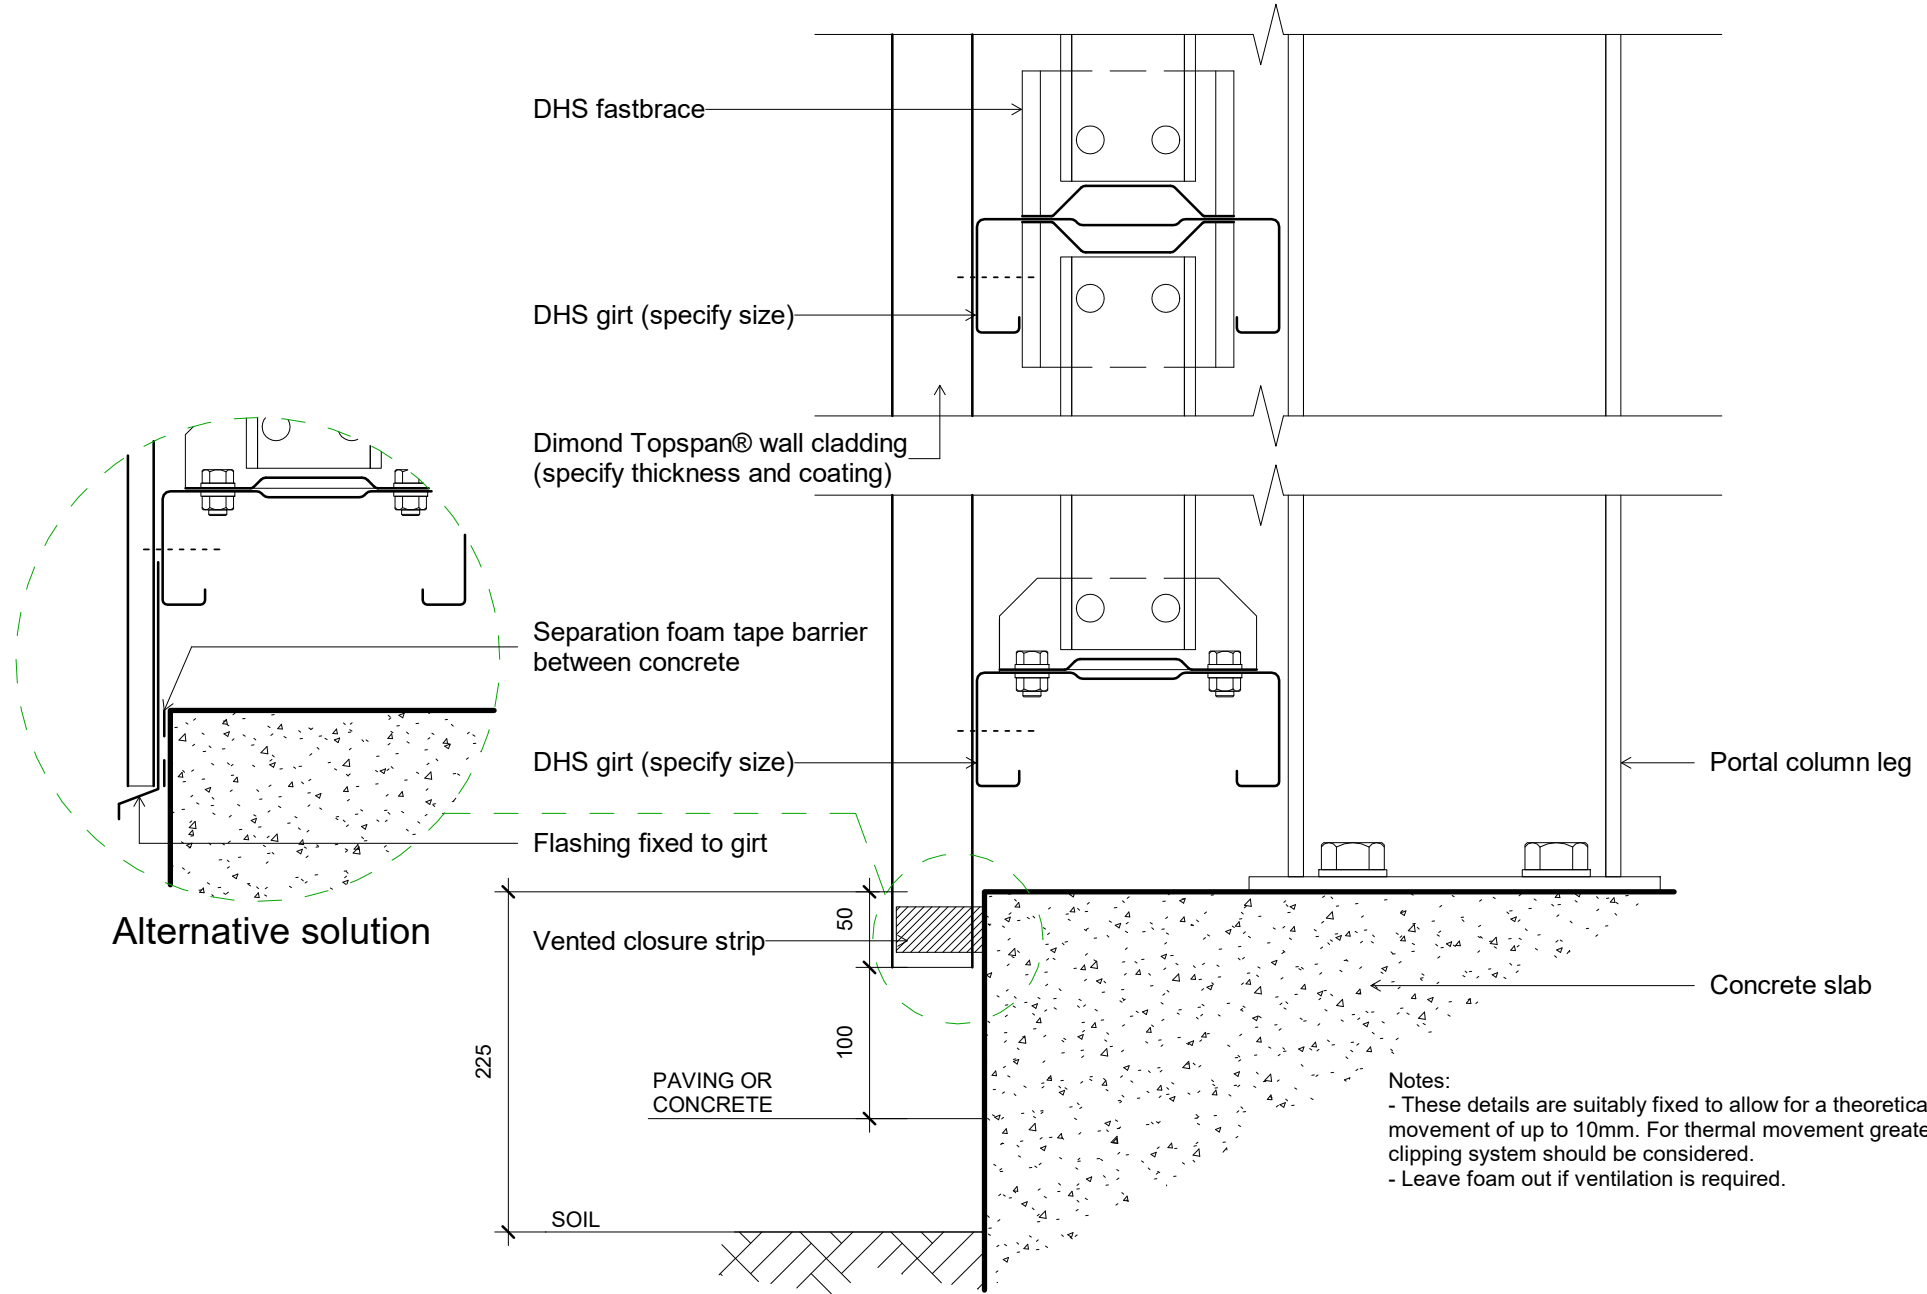 DHS fastbrace
DHS girt (specify size)
Dimond Topspan® wall cladding
(specify thickness and coating)
Separation foam tape barrier
between concrete
DHS girt (specify size)
Portal column leg
Flashing fixed to girt
Alternative solution
Vented closure strip
50
Concrete slab
100
225
PAVING OR
CONCRETE
SOIL
Notes:
- These details are suitably fixed to allow for a
movement of up to 10mm. For thermal movement
clipping system should be considered.
- Leave foam out if ventilation is required.